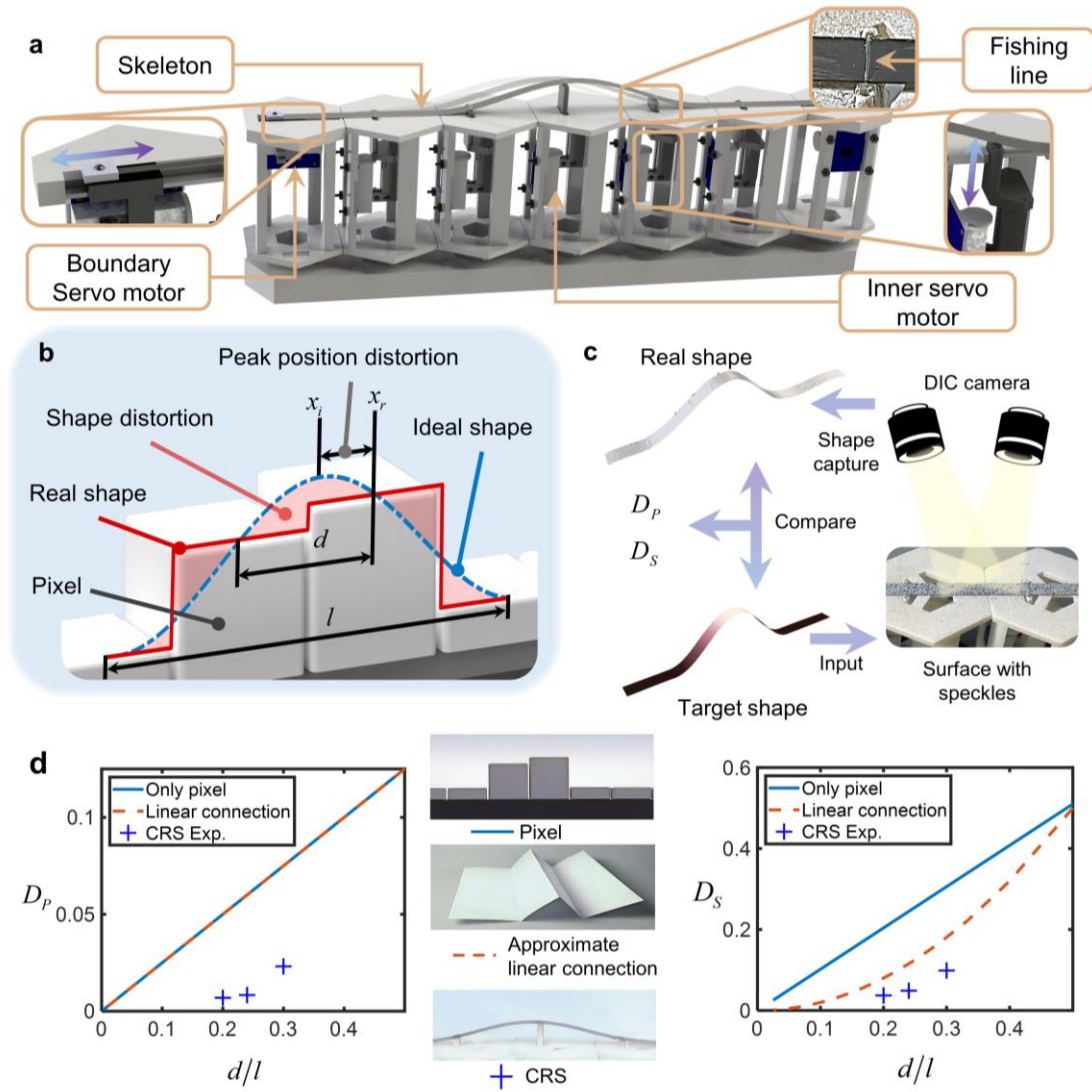 a
Skeleton
Fishing
line
Boundary
Servo motor
Inner servo
motor
b
Peak position distortion
x_i
x_r
Shape distortion
Ideal shape
Real shape
d
Pixel
l
c
Real shape
DIC camera
Shape
capture
D_P
Compare
D_S
Input
Surface with
speckles
Target shape
d
Only pixel
Linear connection
CRS Exp.
0.1
D_P
0.05
0
0 0.1 0.2 0.3 0.4
d/l
Pixel
Approximate
linear connection
CRS
0.6
Only pixel
Linear connection
CRS Exp.
0.4
D_S
0.2
0
0 0.1 0.2 0.3 0.4
d/l